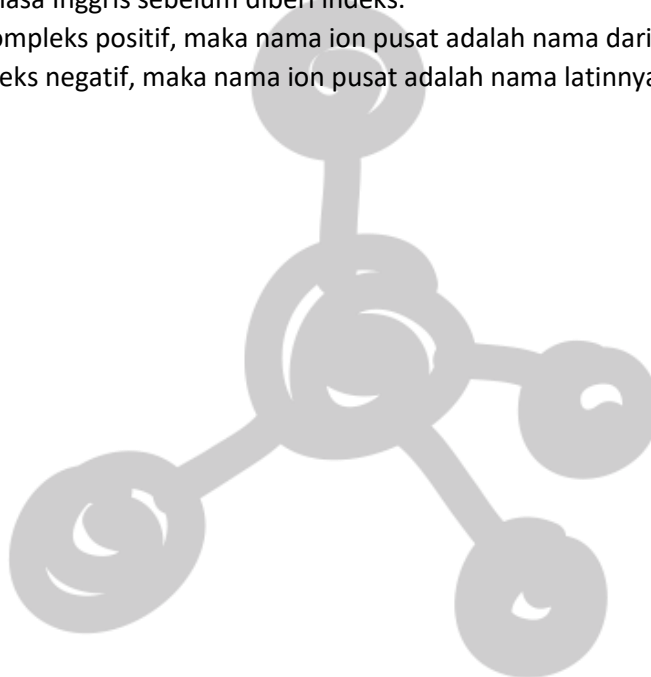 asa Inggris sebelum diberi indeks.
ompleks positif, maka nama ion pusat adalah nama dari
eks negatif, maka nama ion pusat adalah nama latinnya